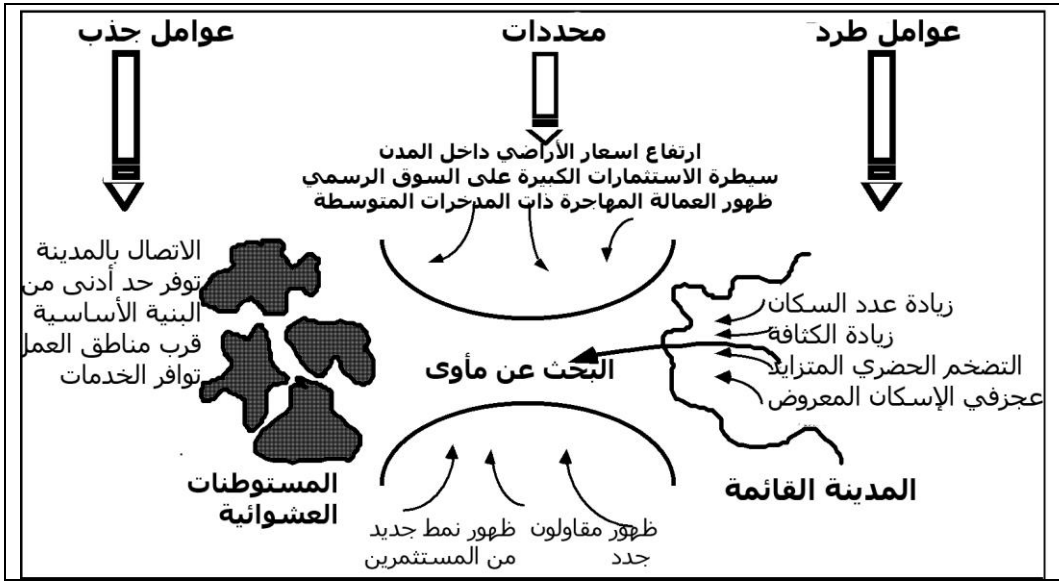 عوامل طرد
محددات
عوامل جذب
ارتفاع اسعار الأراضي داخل المدن
سيطرة الاستثمارات الكبيرة على السوق الرسمي
ظهور العمالة المهاجرة ذات المدخرات المتوسطة
زيادة عدد السكان
زيادة الكثافة
التضخم الحضري المتزايد
عجزفي الإسكان المعروض
المدينة القائمة
البحث عن مأوى
ظهور مقاولون
جدد
ظهور نمط جديد
من المستثمرين
الاتصال بالمدينة
توفر حد أدنى من
البنية الأساسية
قرب مناطق العمل
توافر الخدمات
المستوطنات
العشوائية